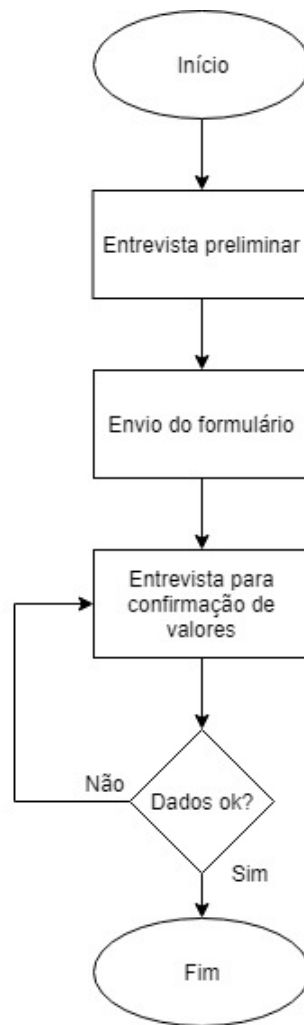 Início
Entrevista preliminar
Envio do formulário
Entrevista para
confirmação de
valores
Não
Dados ok?
Sim
Fim